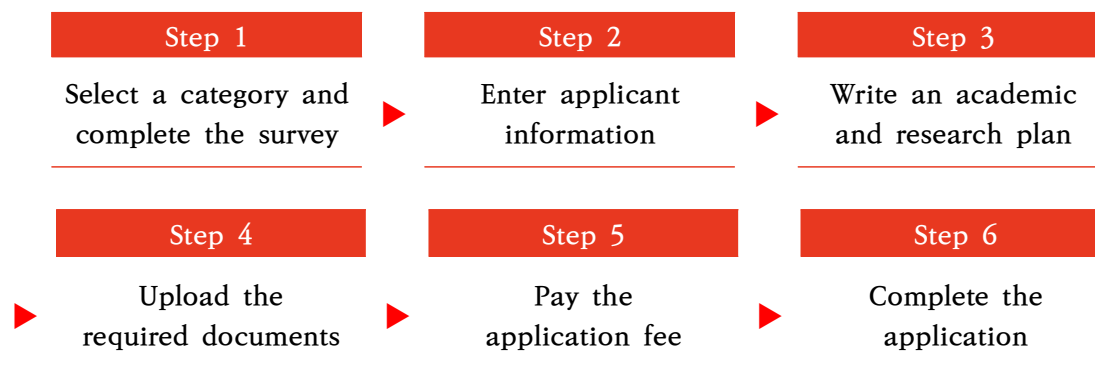 Step 1
Select a category and
complete the survey
Step 2
Enter applicant
information
Step 3
Write an academic
and research plan
Step 4
Upload the
required documents
Step 5
Pay the
application fee
Step 6
Complete the
application